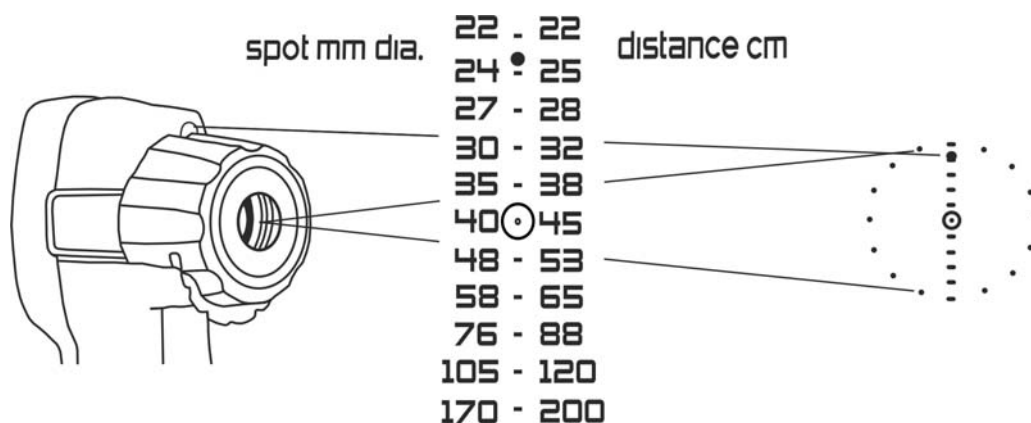 spot mm dia.
distance cm
22 - 22
24 - 25
27 - 28
30 - 32
35 - 38
40 45
48 - 53
58 - 65
76 - 88
105 - 120
170 - 200